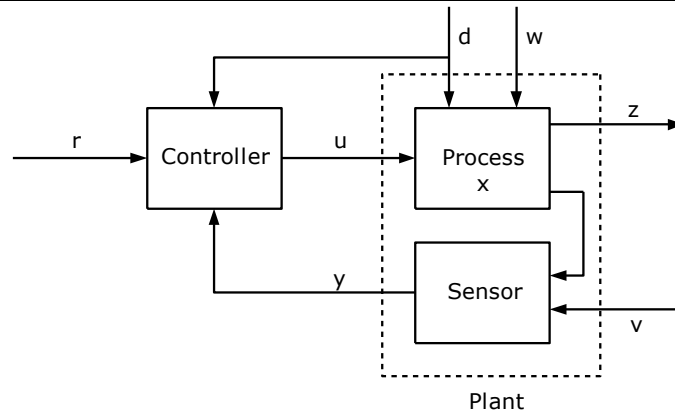 d
w
z
r
Controller
u
Process
x
y
Sensor
v
Plant